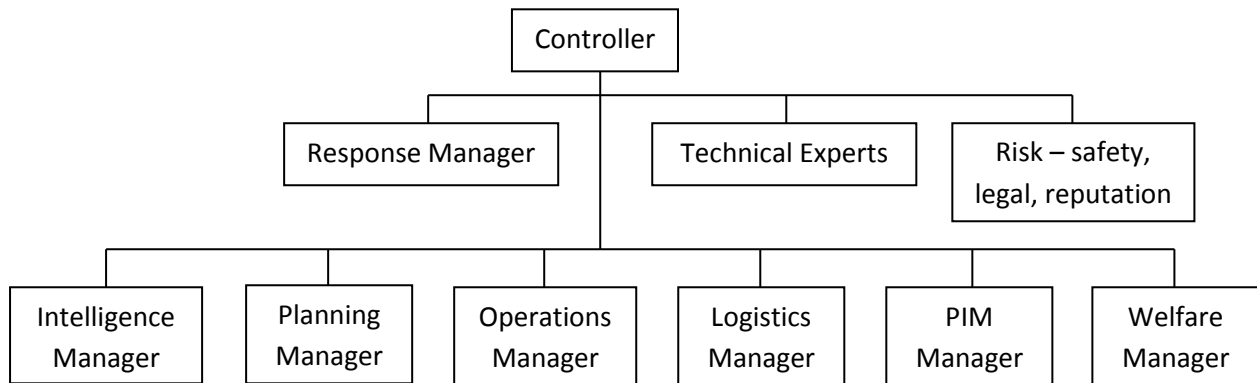 Controller
Response Manager
Technical Experts
Risk – safety,
legal, reputation
Intelligence
Manager
Planning
Manager
Operations
Manager
Logistics
Manager
PIM
Manager
Welfare
Manager